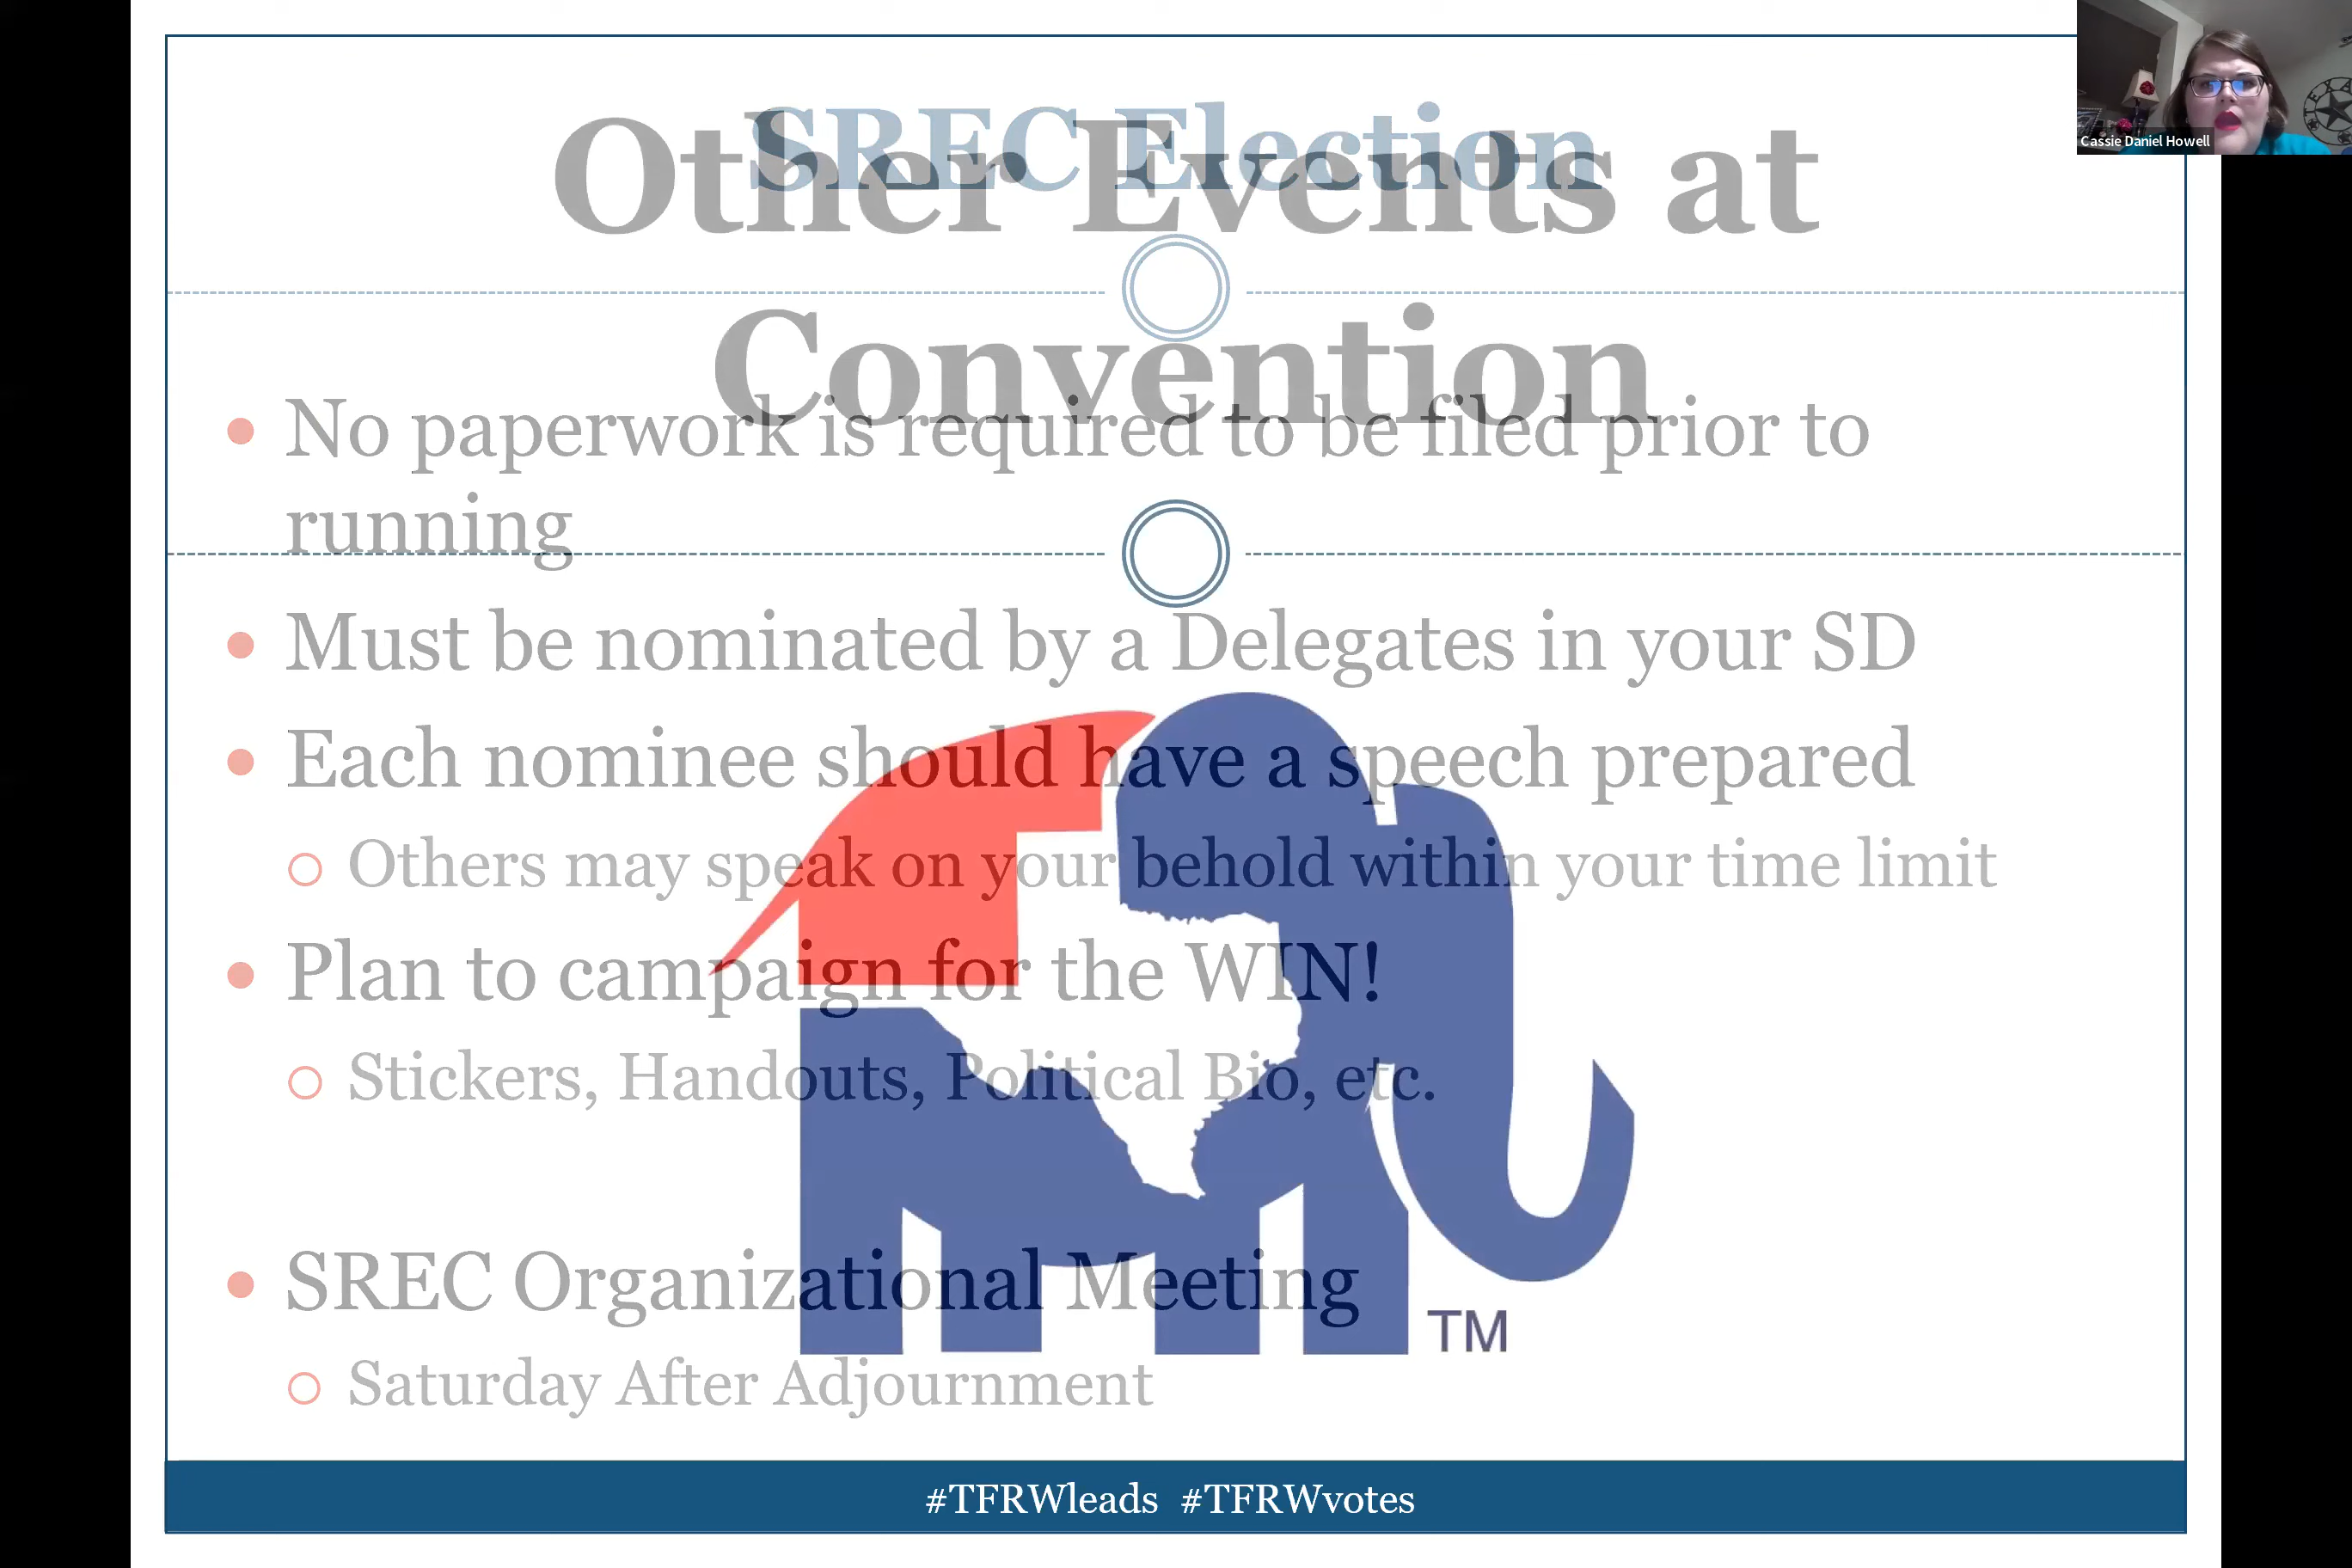 SREC Election
Other Events at
Convention
No paperwork is required to be filed prior to
running
Must be nominated by a Delegates in your SD
Each nominee should have a speech prepared
Others may speak on your behold within your time limit
Plan to campaign for the WIN!
Stickers, Handouts, Political Bio, etc.
SREC Organizational Meeting
Saturday After Adjournment
TM
#TFRWleads #TFRWvotes
Cassie Daniel Howell